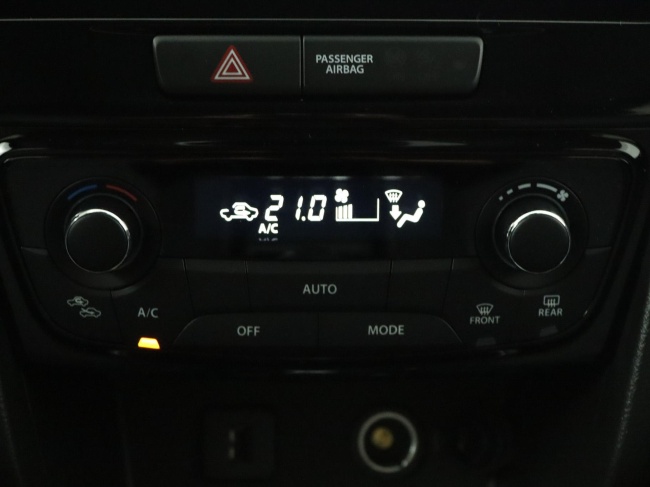 PASSENGER
AIRBAG
21.0
A/C
AUTO
A/C
OFF
MODE
FRONT
REAR